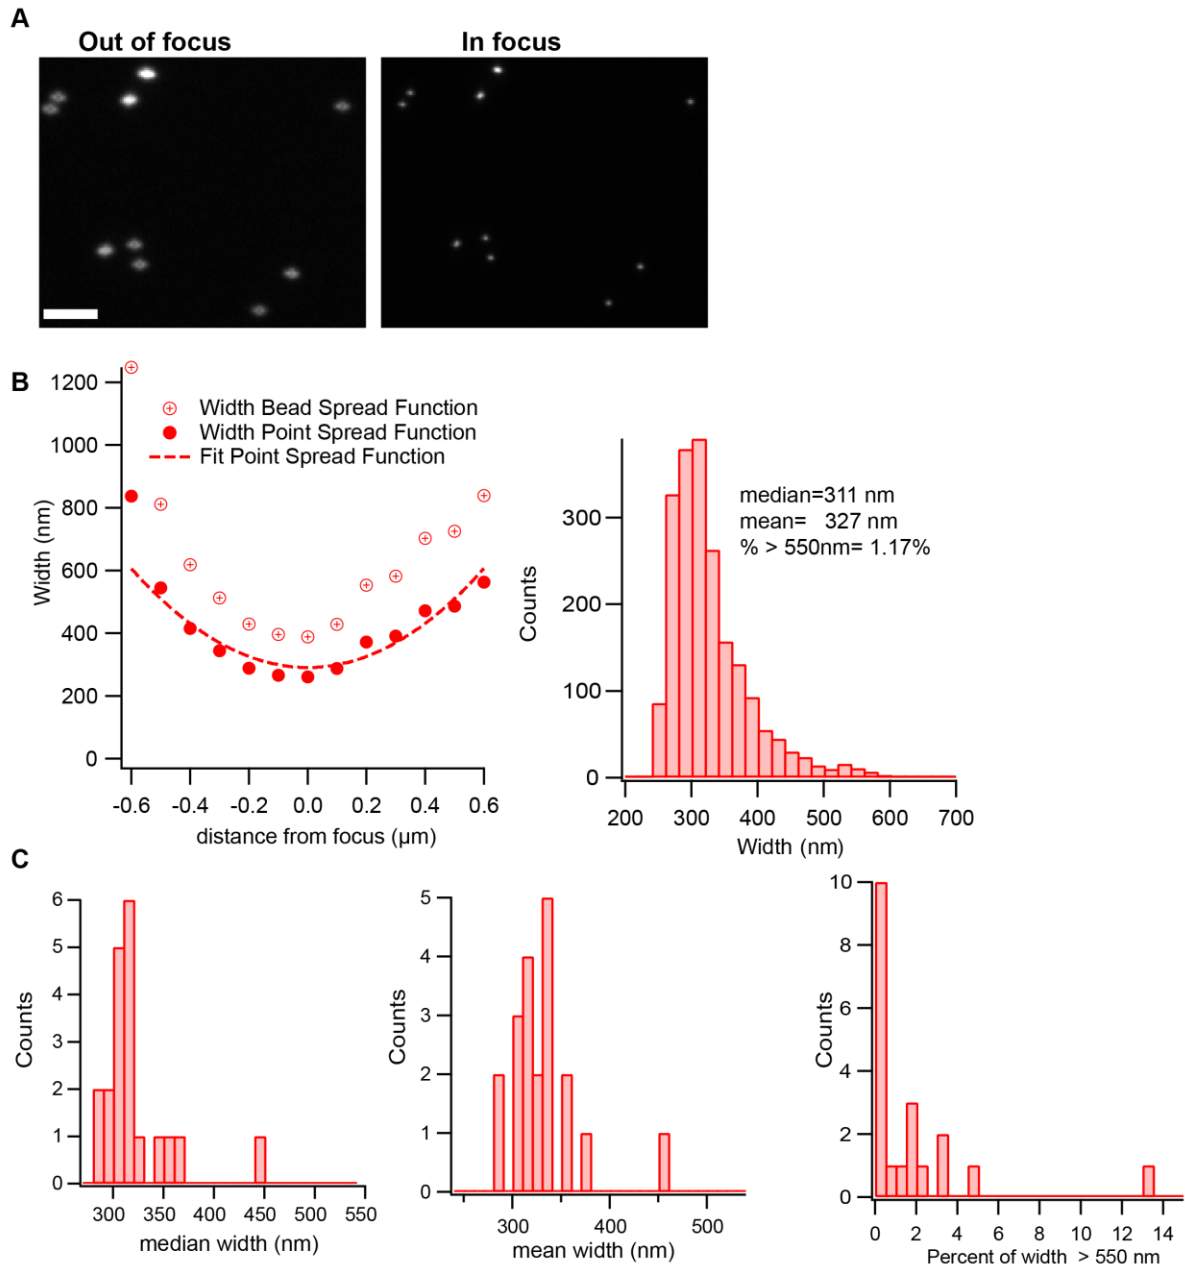 A
Out of focus
In focus
B
1200
1000
800
600
400
200
0
Width (nm)
Width Bead Spread Function
Width Point Spread Function
Fit Point Spread Function
-0.6 -0.4 -0.2 0.0 0.2 0.4 0.6
distance from focus (µm)
300
200
100
0
Counts
median=311 nm
mean= 327 nm
% > 550nm= 1.17%
200 300 400 500 600 700
Width (nm)
C
6
5
4
3
2
1
0
Counts
300 350 400 450 500 550
median width (nm)
5
4
3
2
1
0
Counts
300 400 500
mean width (nm)
10
8
6
4
2
0
Counts
0 2 4 6 8 10 12 14
Percent of width > 550 nm